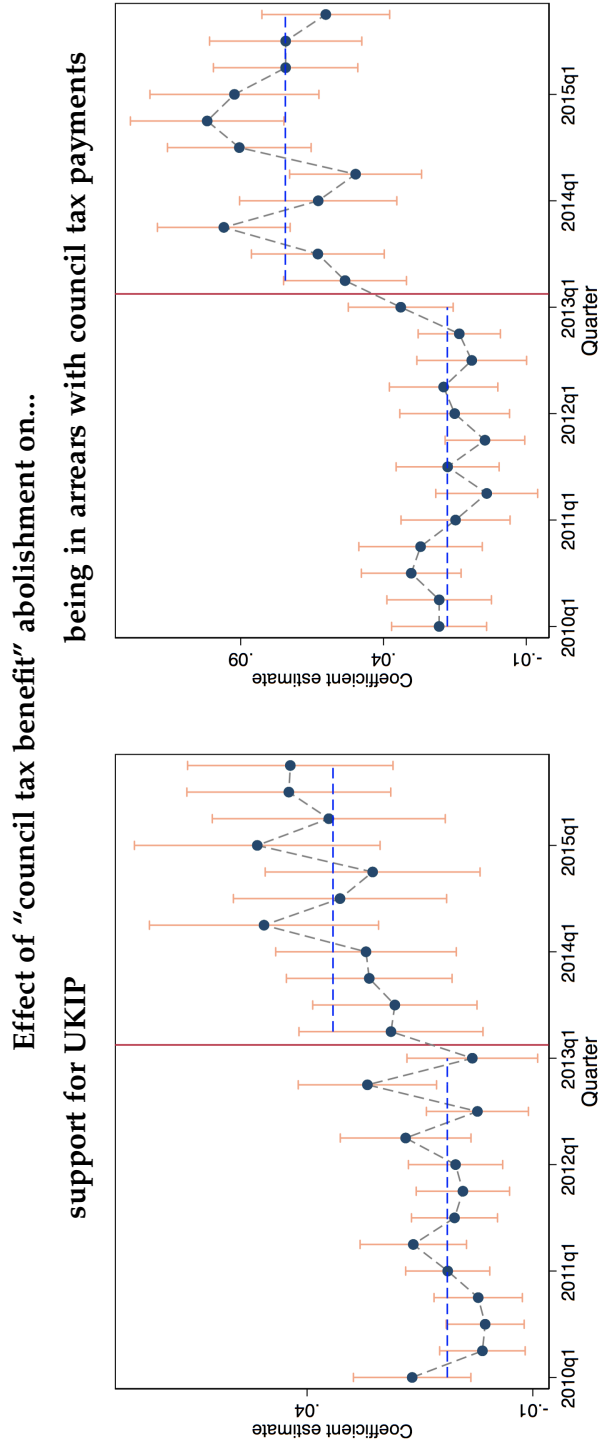 Effect of "council tax benefit" abolishment on...
support for UKIP
Coefficient estimate
.04
-.01
2010q1 2011q1 2012q1 2013q1 2014q1 2015q1
Quarter
being in arrears with council tax payments
Coefficient estimate
.09
.04
-.01
2010q1 2011q1 2012q1 2013q1 2014q1 2015q1
Quarter